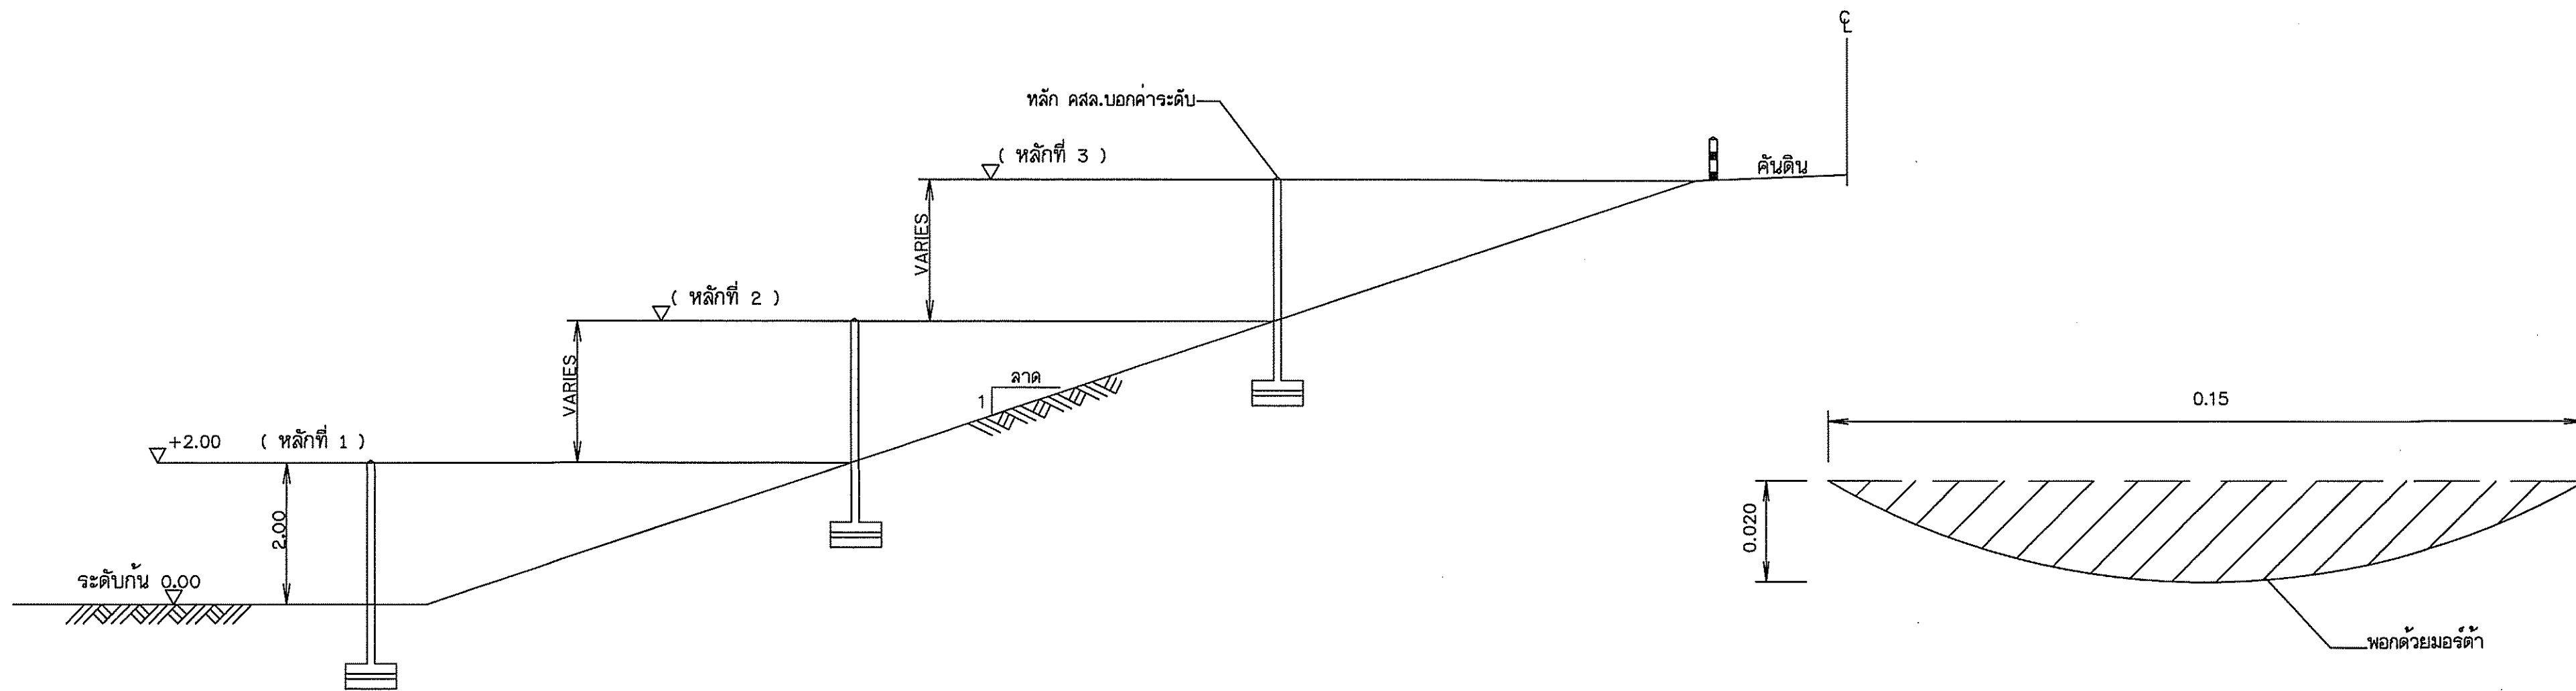 ℄
หลัก คสล.บอกค่าระดับ
( หลักที่ 3 )
คันดิน
VARIES
( หลักที่ 2 )
VARIES
ลาด
1
0.15
+2.00 ( หลักที่ 1 )
2.00
0.020
ระดับก้น 0.00
พอกด้วยมอร์ต้า